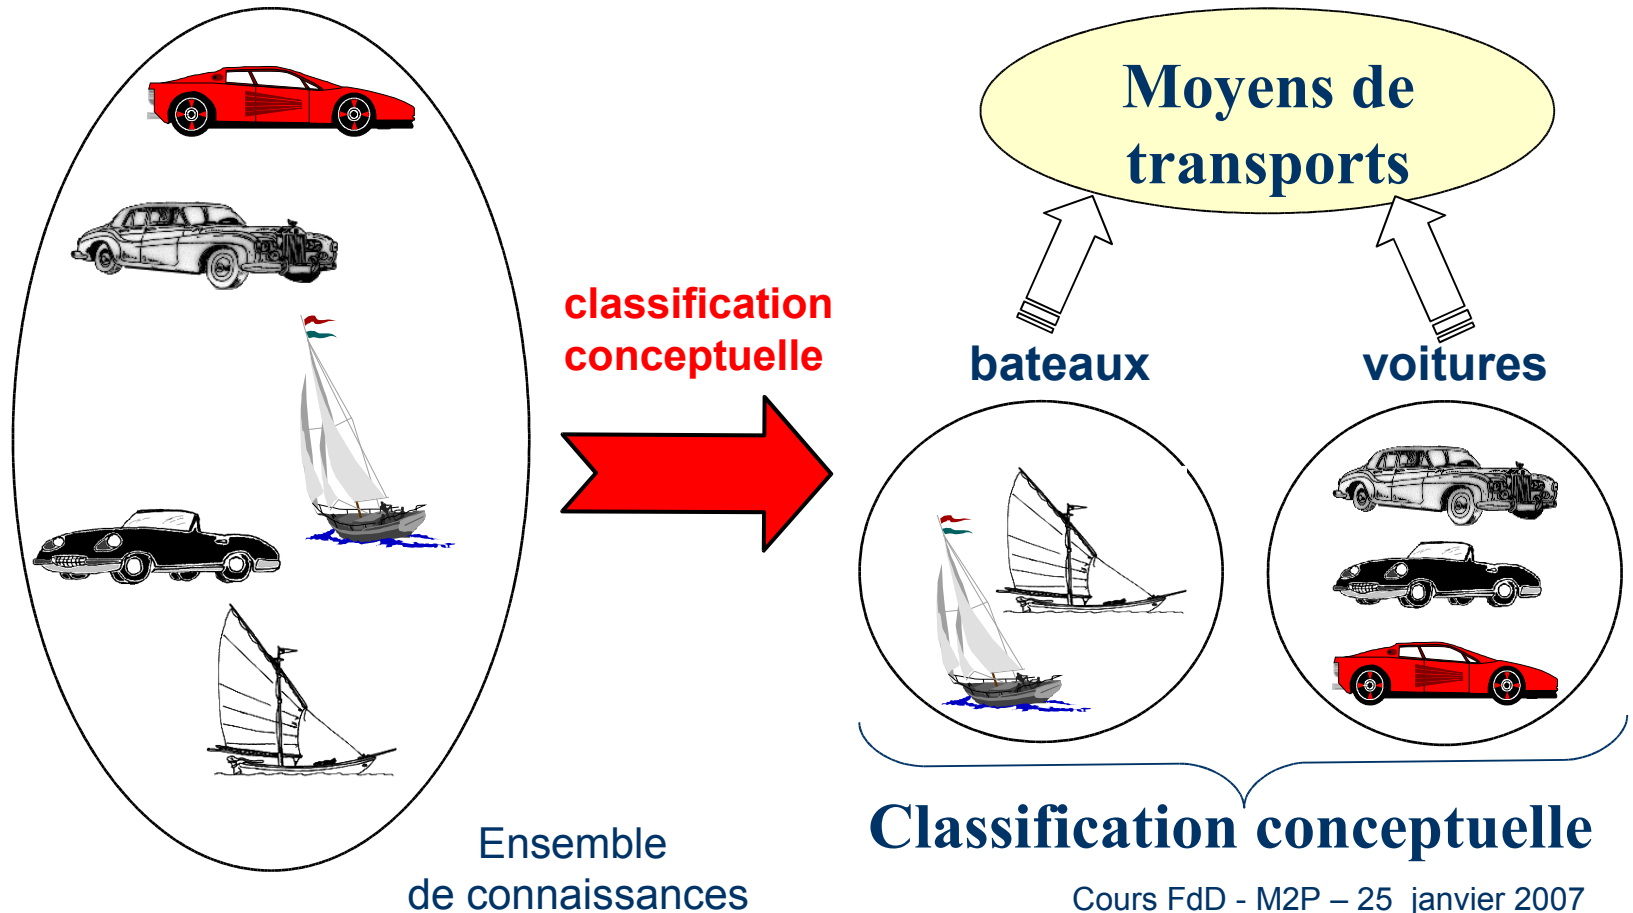 Moyens de
transports
classification
conceptuelle
bateaux
voitures
Classification conceptuelle
Ensemble
de connaissances
Cours FdD - M2P – 25 janvier 2007